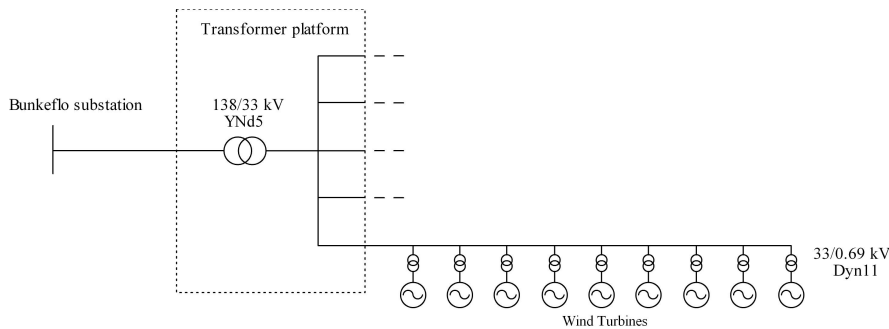 Transformer platform
Bunkeflo substation
138/33 kV
YNd5
33/0.69 kV
Dyn11
Wind Turbines